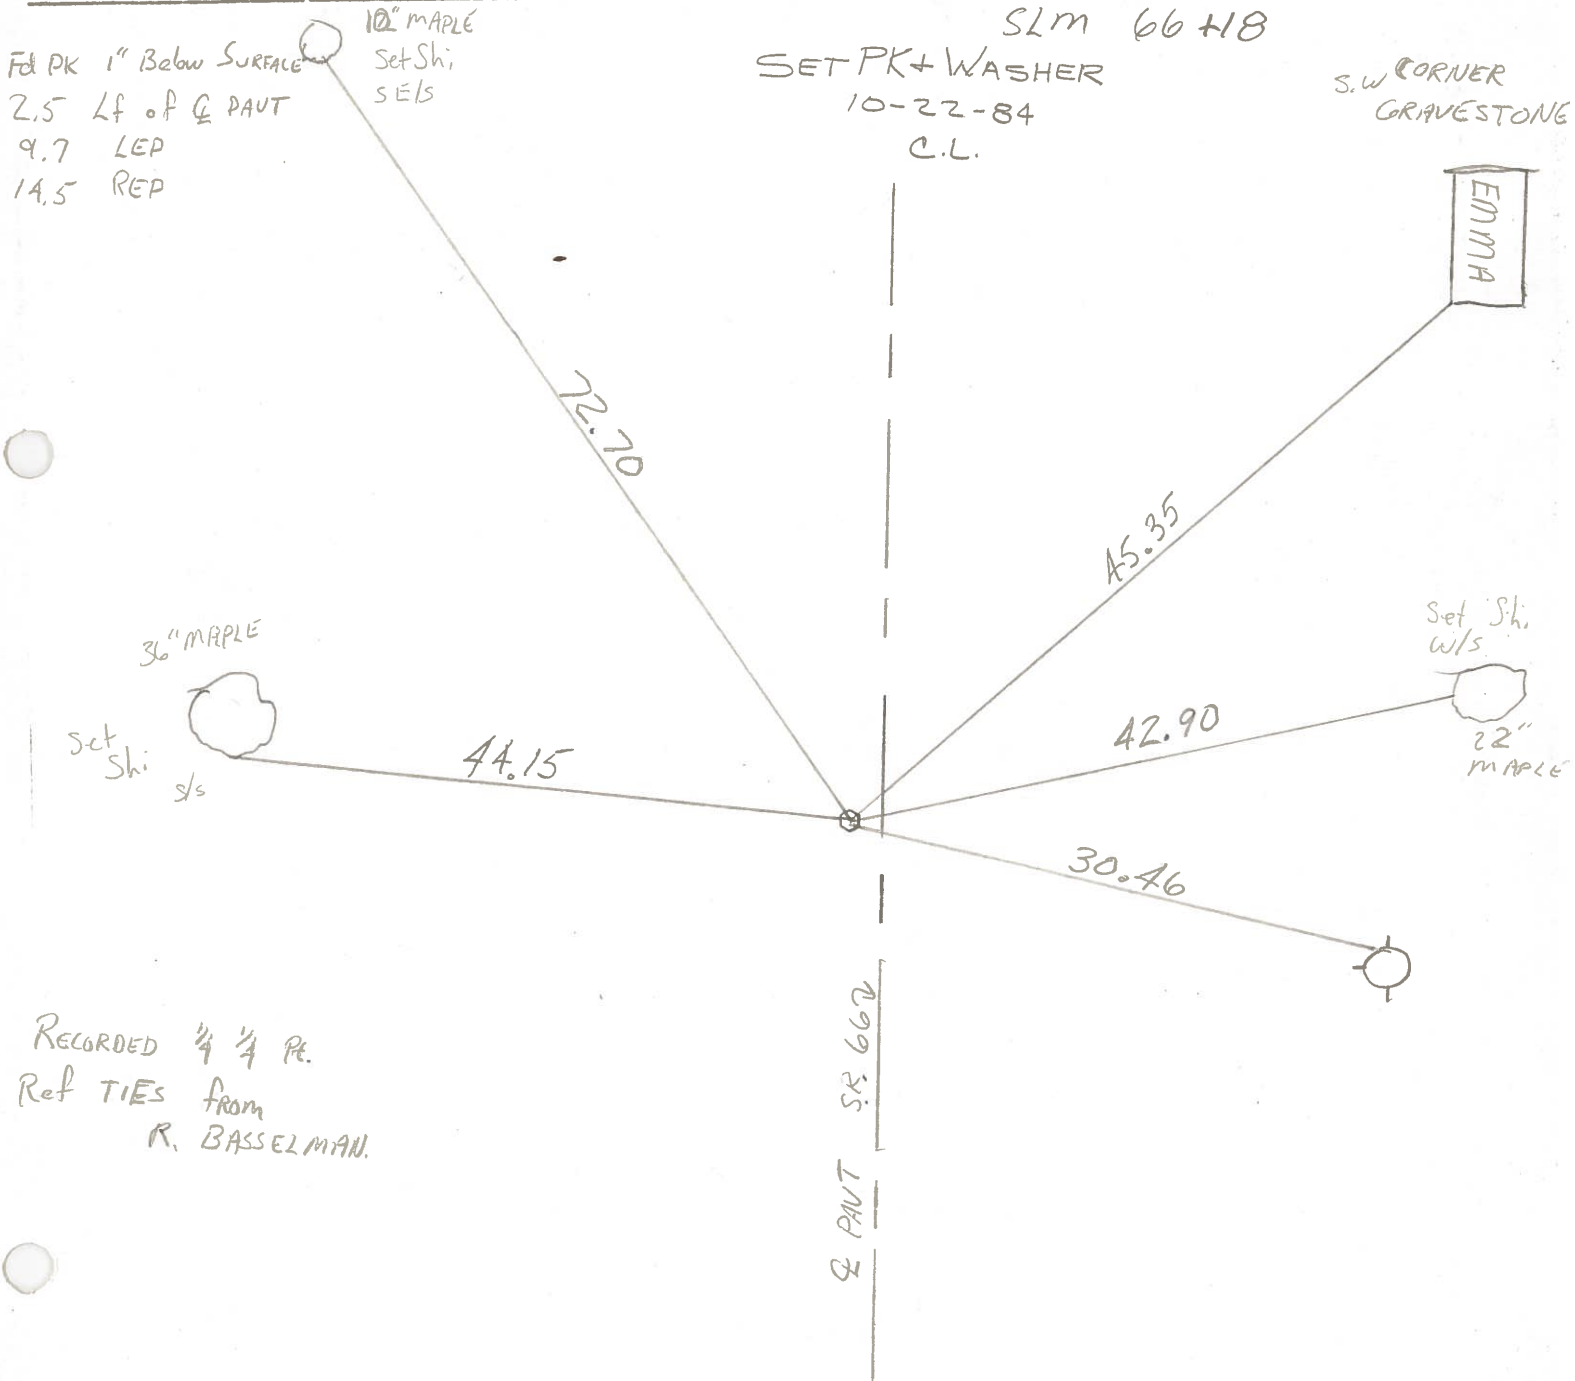 SLM 66+18
SET PK + WASHER
10-22-84
C.L.
Fd PK 1" Below SURFACE
2.5 Lf of ℄ PAVT
9.7 LEP
14.5 REP
MAPLE
Set Shi,
SE/s
S.W CORNER
GRAVESTONE
EMMA
72.70
45.35
36" MAPLE
Set
Shi
s/s
44.15
Set Shi,
W/s
42.90
22"
MAPLE
30.46
RECORDED 1/4 1/4 Pt.
Ref TIES from
R. BASSELMAN.
℄ PAVT S.R. 662